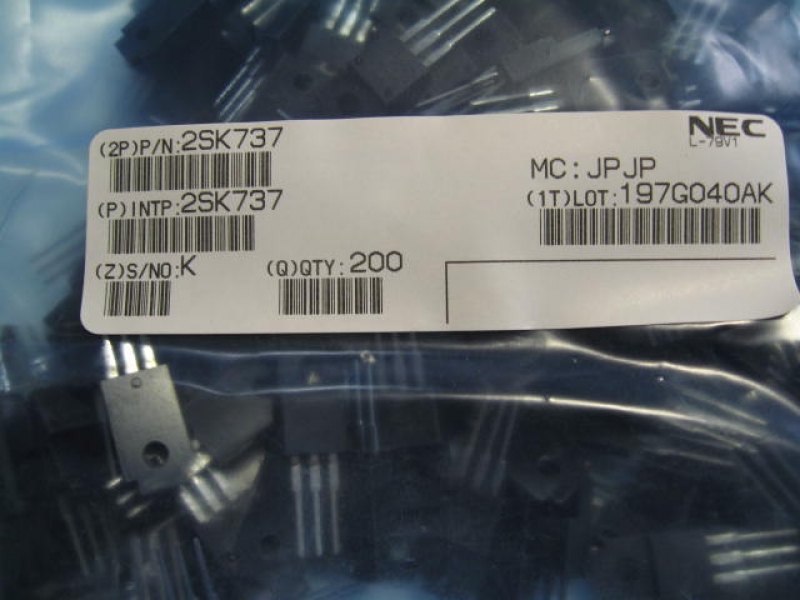 NEC
L-79V1
(2P)P/N:2SK737
MC:JPJP
(P)INTP:2SK737
(1T)LOT:197G040AK
(Z)S/NO:K
(Q)QTY:200